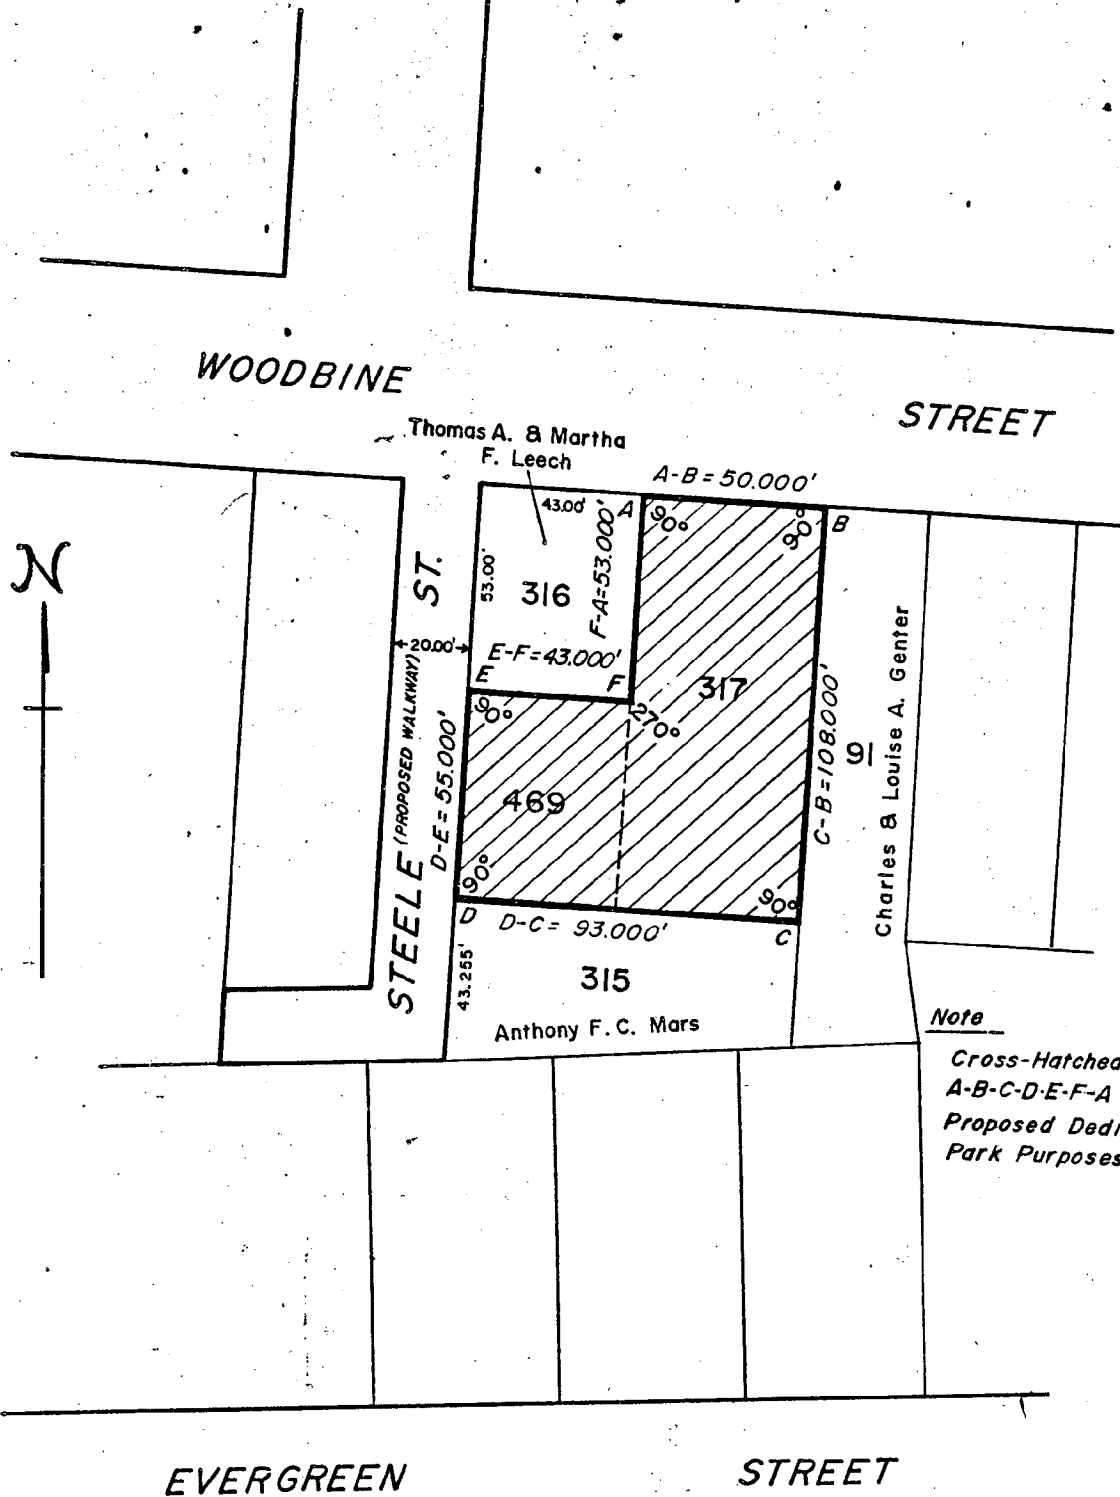 WOODBINE STREET
Thomas A. & Martha
F. Leech
A-B = 50.000'
43.00'
A
90°
90°
B
N
53.00'
316
F-A=53.000'
ST.
20.00'
E-F=43.000'
E
F
90°
270°
317
STEELE (PROPOSED WALKWAY)
D-E = 55.000'
C-B = 108.000'
91
Charles & Louise A. Genter
469
90°
90°
D
D-C = 93.000'
C
43.255'
315
Anthony F. C. Mars
Note
Cross-Hatched
A-B-C-D-E-F-A
Proposed Dedi
Park Purposes
EVERGREEN STREET